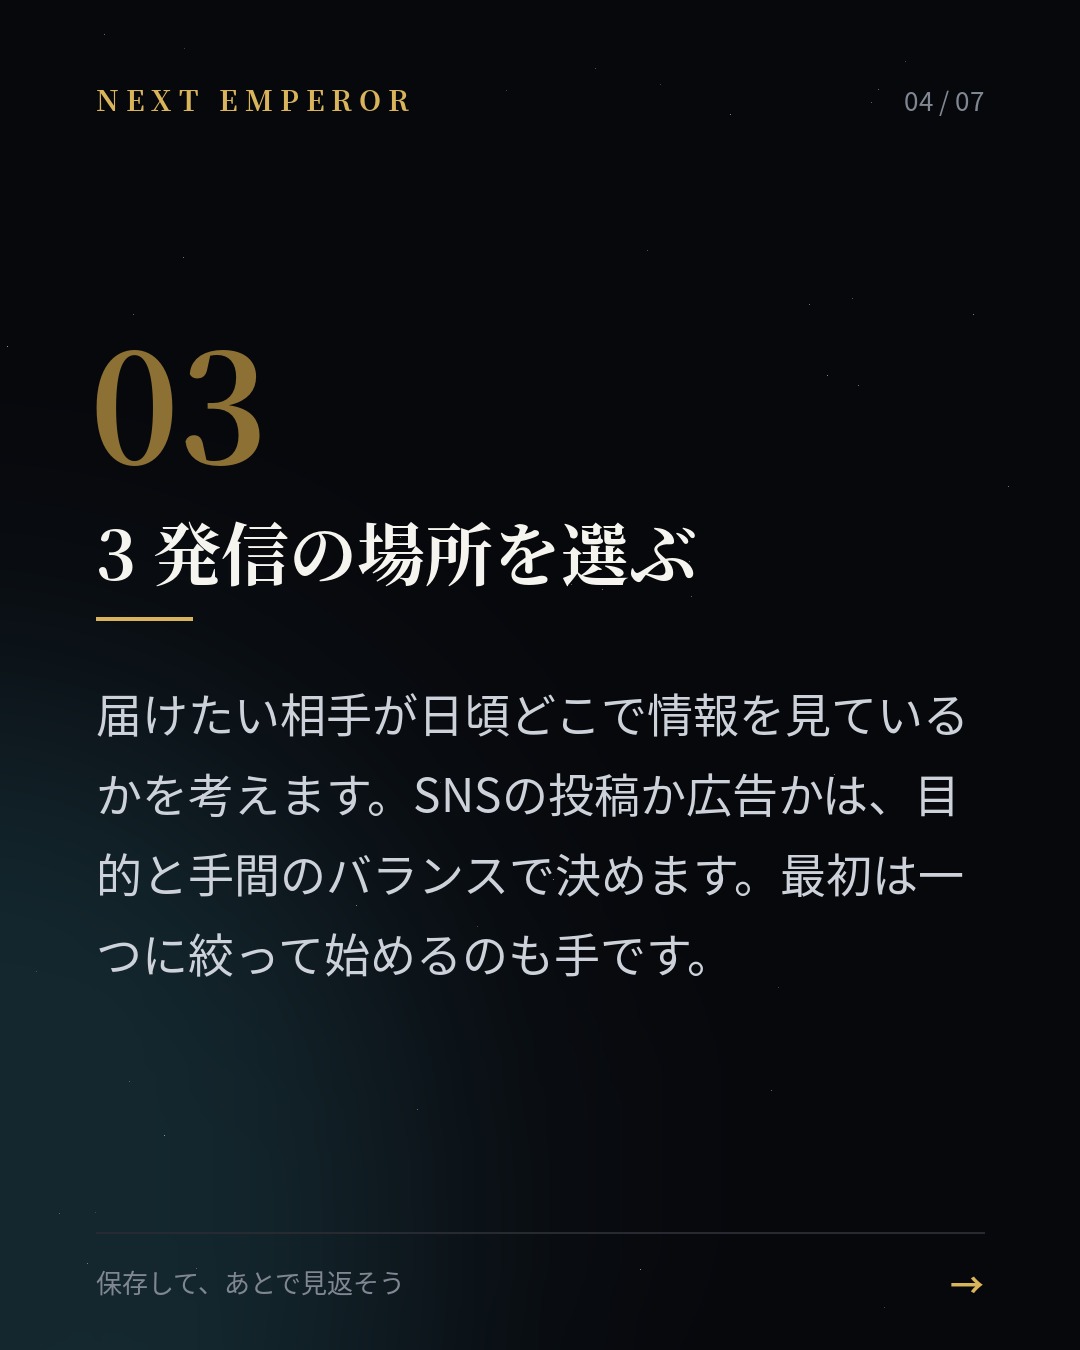 NEXT EMPEROR
04 / 07
03
3 発信の場所を選ぶ
届けたい相手が日頃どこで情報を見ている
かを考えます。SNSの投稿か広告かは、目
的と手間のバランスで決めます。最初は一
つに絞って始めるのも手です。
保存して、あとで見返そう
→